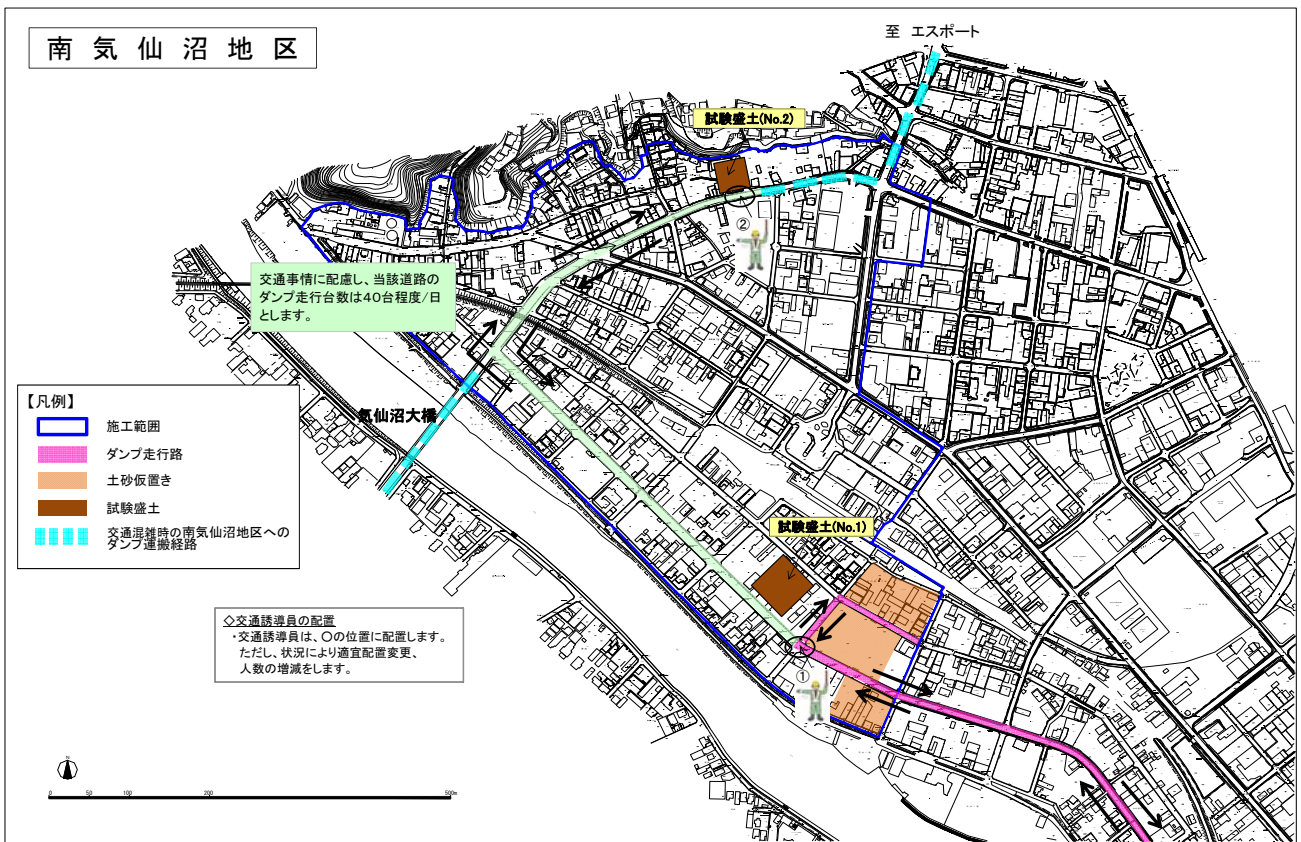 南気仙沼地区
至 エスポート
試験盛土(No.2)
②
交通事情に配慮し、当該道路の
ダンプ走行台数は40台程度/日
とします。
気仙沼大橋
【凡例】
施工範囲
ダンプ走行路
土砂仮置き
試験盛土
交通混雑時の南気仙沼地区への
ダンプ運搬経路
試験盛土(No.1)
◇交通誘導員の配置
・交通誘導員は、〇の位置に配置します。
ただし、状況により適宜配置変更、
人数の増減をします。
①
N
0 50 100 200 500m